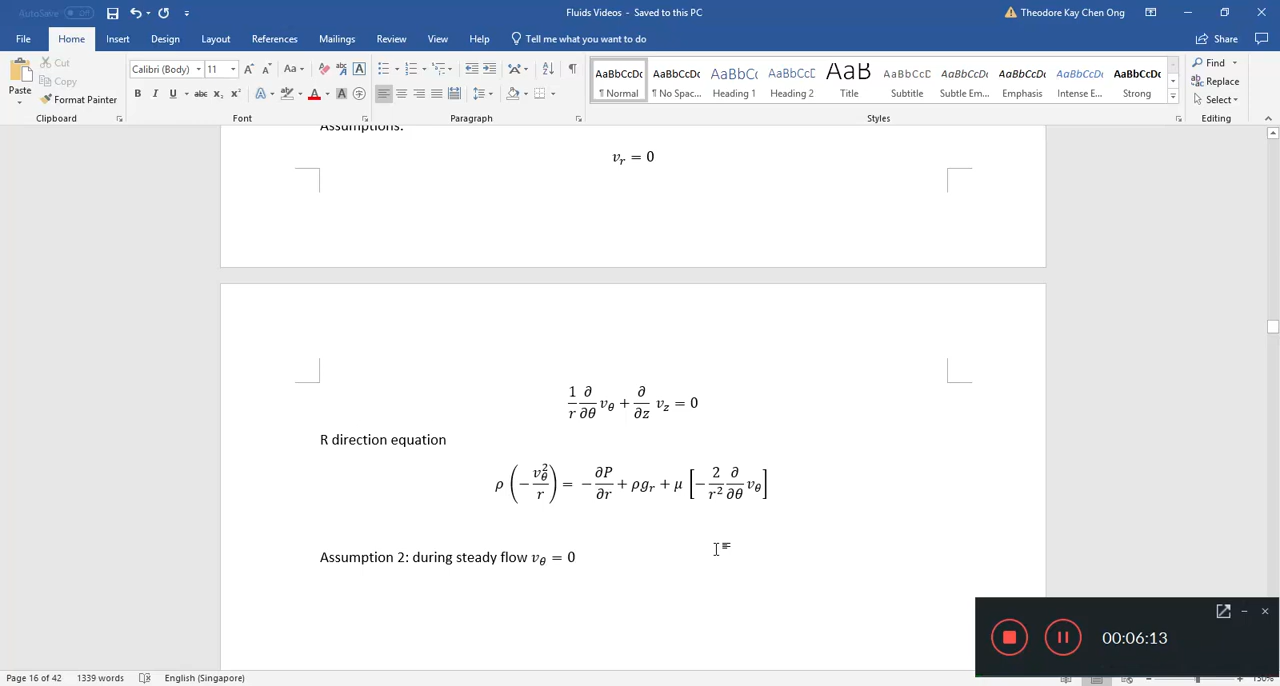 AutoSave Off
Fluids Videos - Saved to this PC
Theodore Kay Chen Ong
File Home Insert Design Layout References Mailings Review View Help Tell me what you want to do Share
Paste Cut Copy Format Painter
Calibri (Body) 11
AaBbCcDc AaBbCcDc AaBbC AaBbCcC AaB AaBbCcD AaBbCcDc AaBbCcDc AaBbCcDc AaBbCcDc
¶ Normal ¶ No Spac... Heading 1 Heading 2 Title Subtitle Subtle Em... Emphasis Intense E... Strong
Find Replace Select
Clipboard Font Paragraph Styles Editing
Assumptions:
v_r = 0
1/r ∂/∂θ v_θ + ∂/∂z v_z = 0
R direction equation
ρ (− v_θ²/r) = − ∂P/∂r + ρg_r + μ [− 2/r² ∂/∂θ v_θ]
Assumption 2: during steady flow v_θ = 0
00:06:13
Page 16 of 42 1339 words English (Singapore) 130%